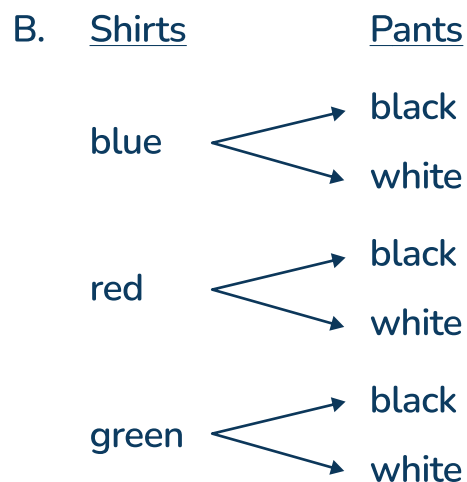 B. Shirts Pants
black
blue
white
black
red
white
black
green
white